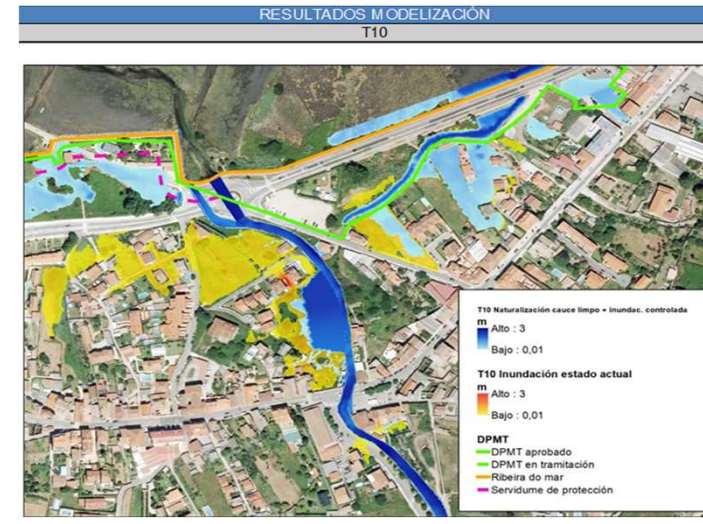 RESULTADOS MODELIZACIÓN
T10
T10 Naturalización cauce limpo + inundac. controlada
m
Alto : 3
Bajo : 0,01
T10 Inundación estado actual
m
Alto : 3
Bajo : 0,01
DPMT
DPMT aprobado
DPMT en tramitación
Ribeira do mar
Servidume de protección